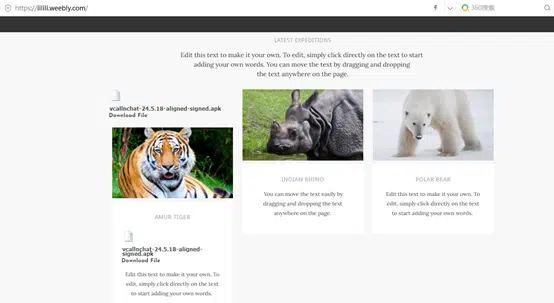 https://lilili.weebly.com/
360搜索
LATEST EXPEDITIONS
Edit this text to make it your own. To edit, simply click directly on the text and start
adding your own words. You can move the text by dragging and dropping
the text anywhere on the page.
vcallnchat-24.5.18-aligned-signed.apk
Download File
AMUR TIGER
vcallnchat-24.5.18-aligned-
signed.apk
Download File
Edit this text to make it your own. To
edit, simply click directly on the text and
start adding your own words.
INDIAN RHINO
You can move the text easily by
dragging and dropping the text
anywhere on the page.
POLAR BEAR
Edit this text to make it your own. To
edit, simply click directly on the text and
to start adding your own words.